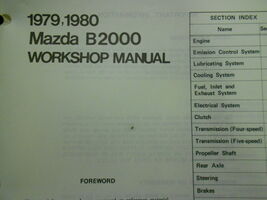 1979,1980
Mazda B2000
WORKSHOP MANUAL
FOREWORD
SECTION INDEX
Name
Engine
Emission Control System
Lubricating System
Cooling System
Fuel, Inlet and
Exhaust System
Electrical System
Clutch
Transmission (Four-speed)
Transmission (Five-speed)
Propeller Shaft
Rear Axle
Steering
Brakes